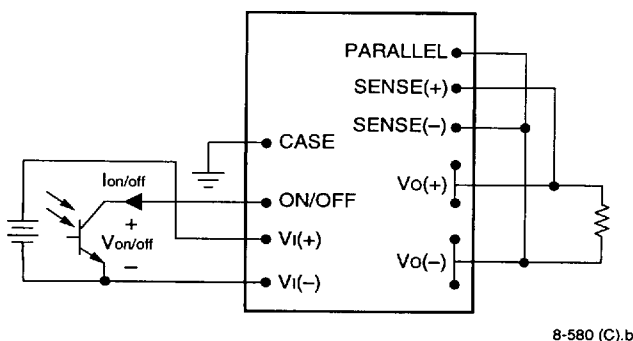 PARALLEL
SENSE(+)
SENSE(–)
CASE
Ion/off
ON/OFF
VO(+)
+
Von/off
VI(+)
–
VI(–)
VO(–)
8-580 (C).b